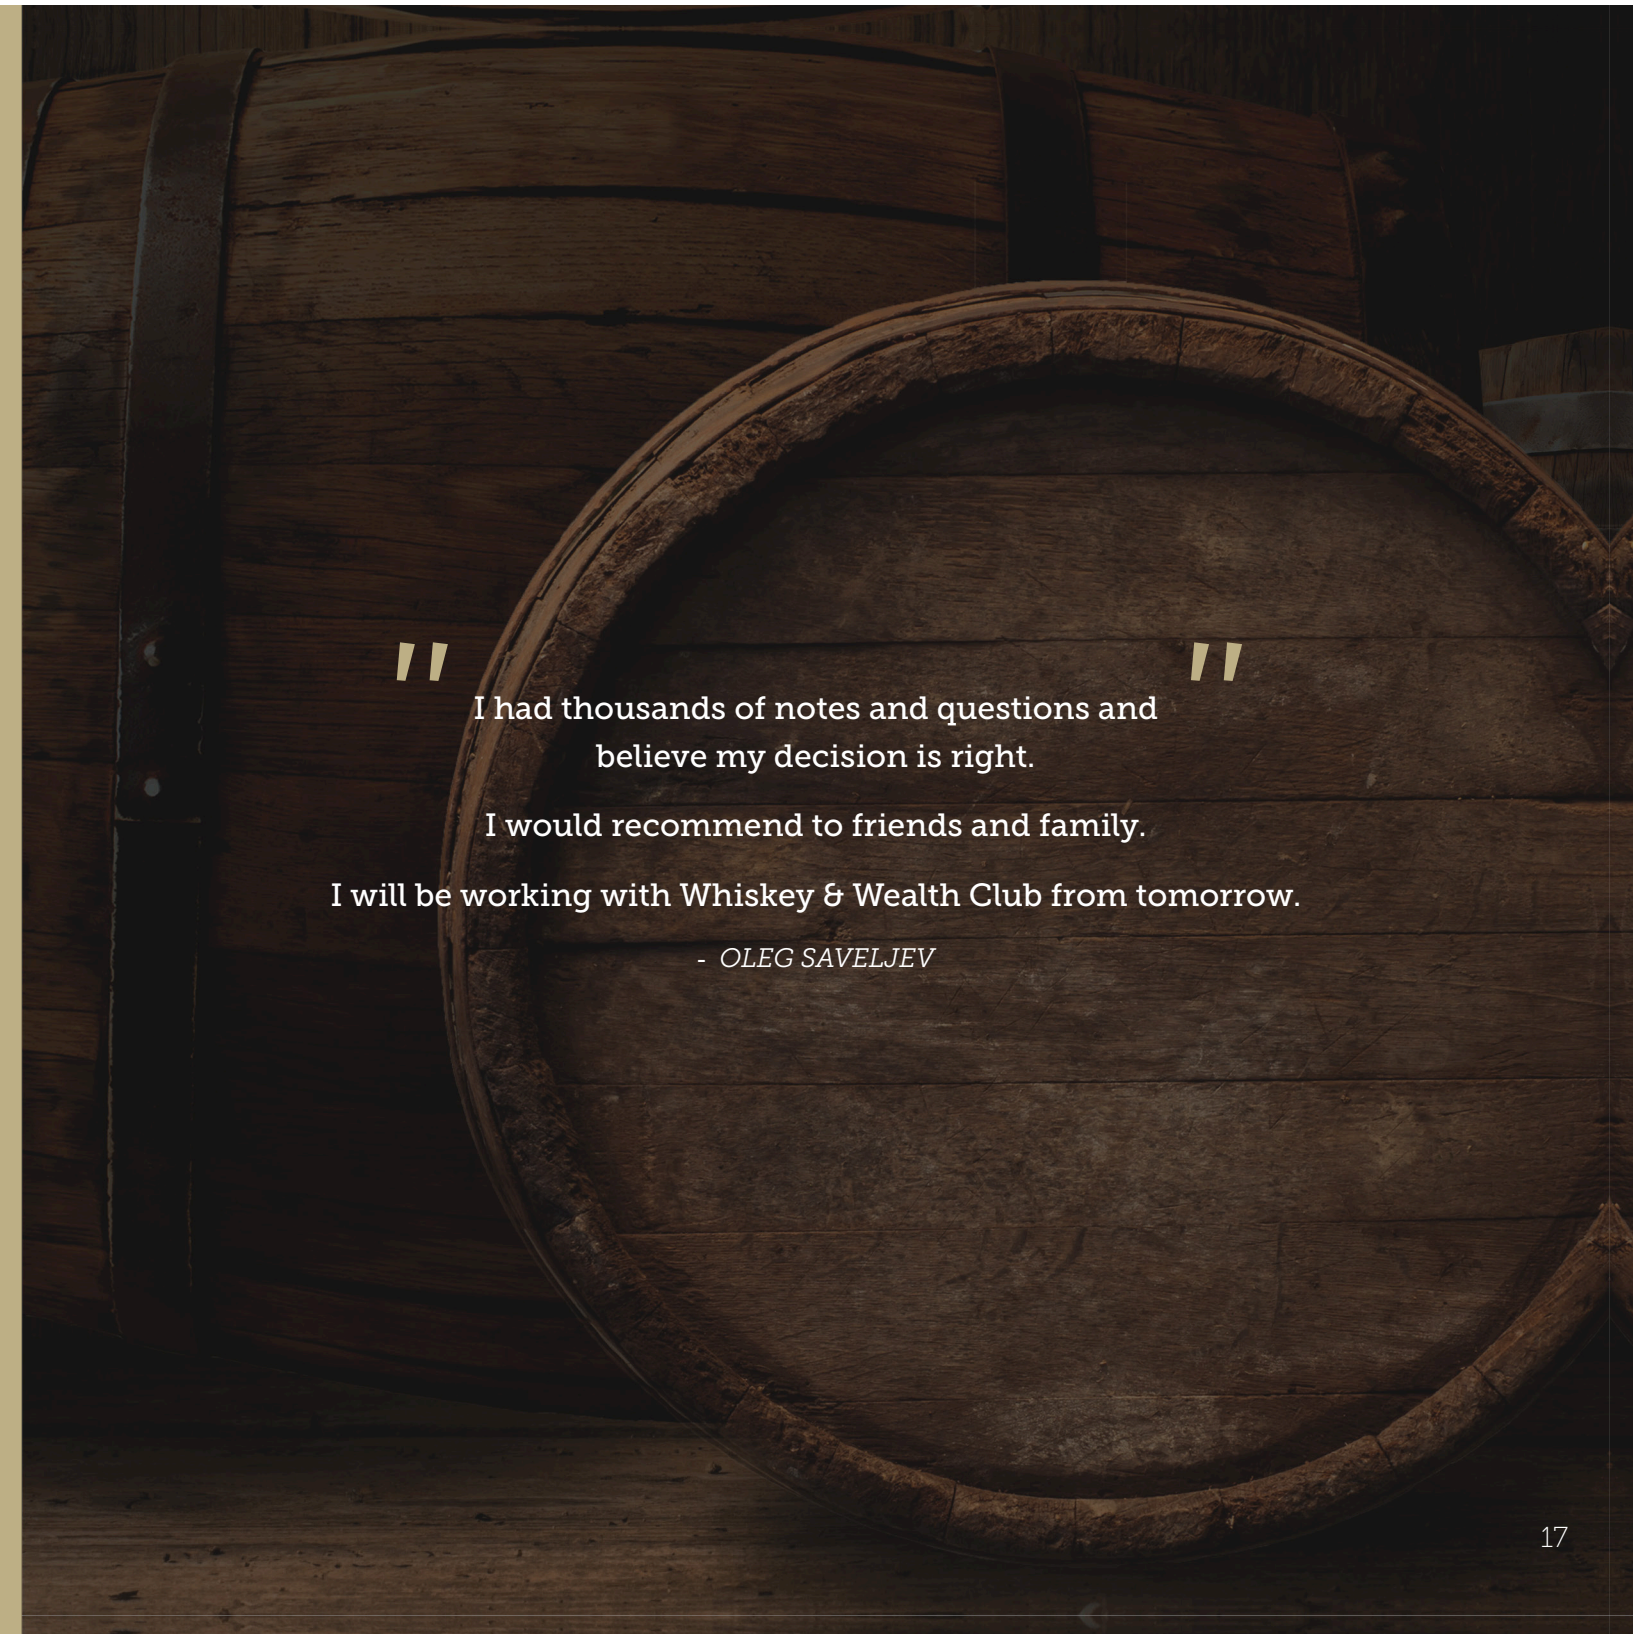 "I had thousands of notes and questions and"
believe my decision is right.
I would recommend to friends and family.
I will be working with Whiskey & Wealth Club from tomorrow.
- OLEG SAVELJEV
17